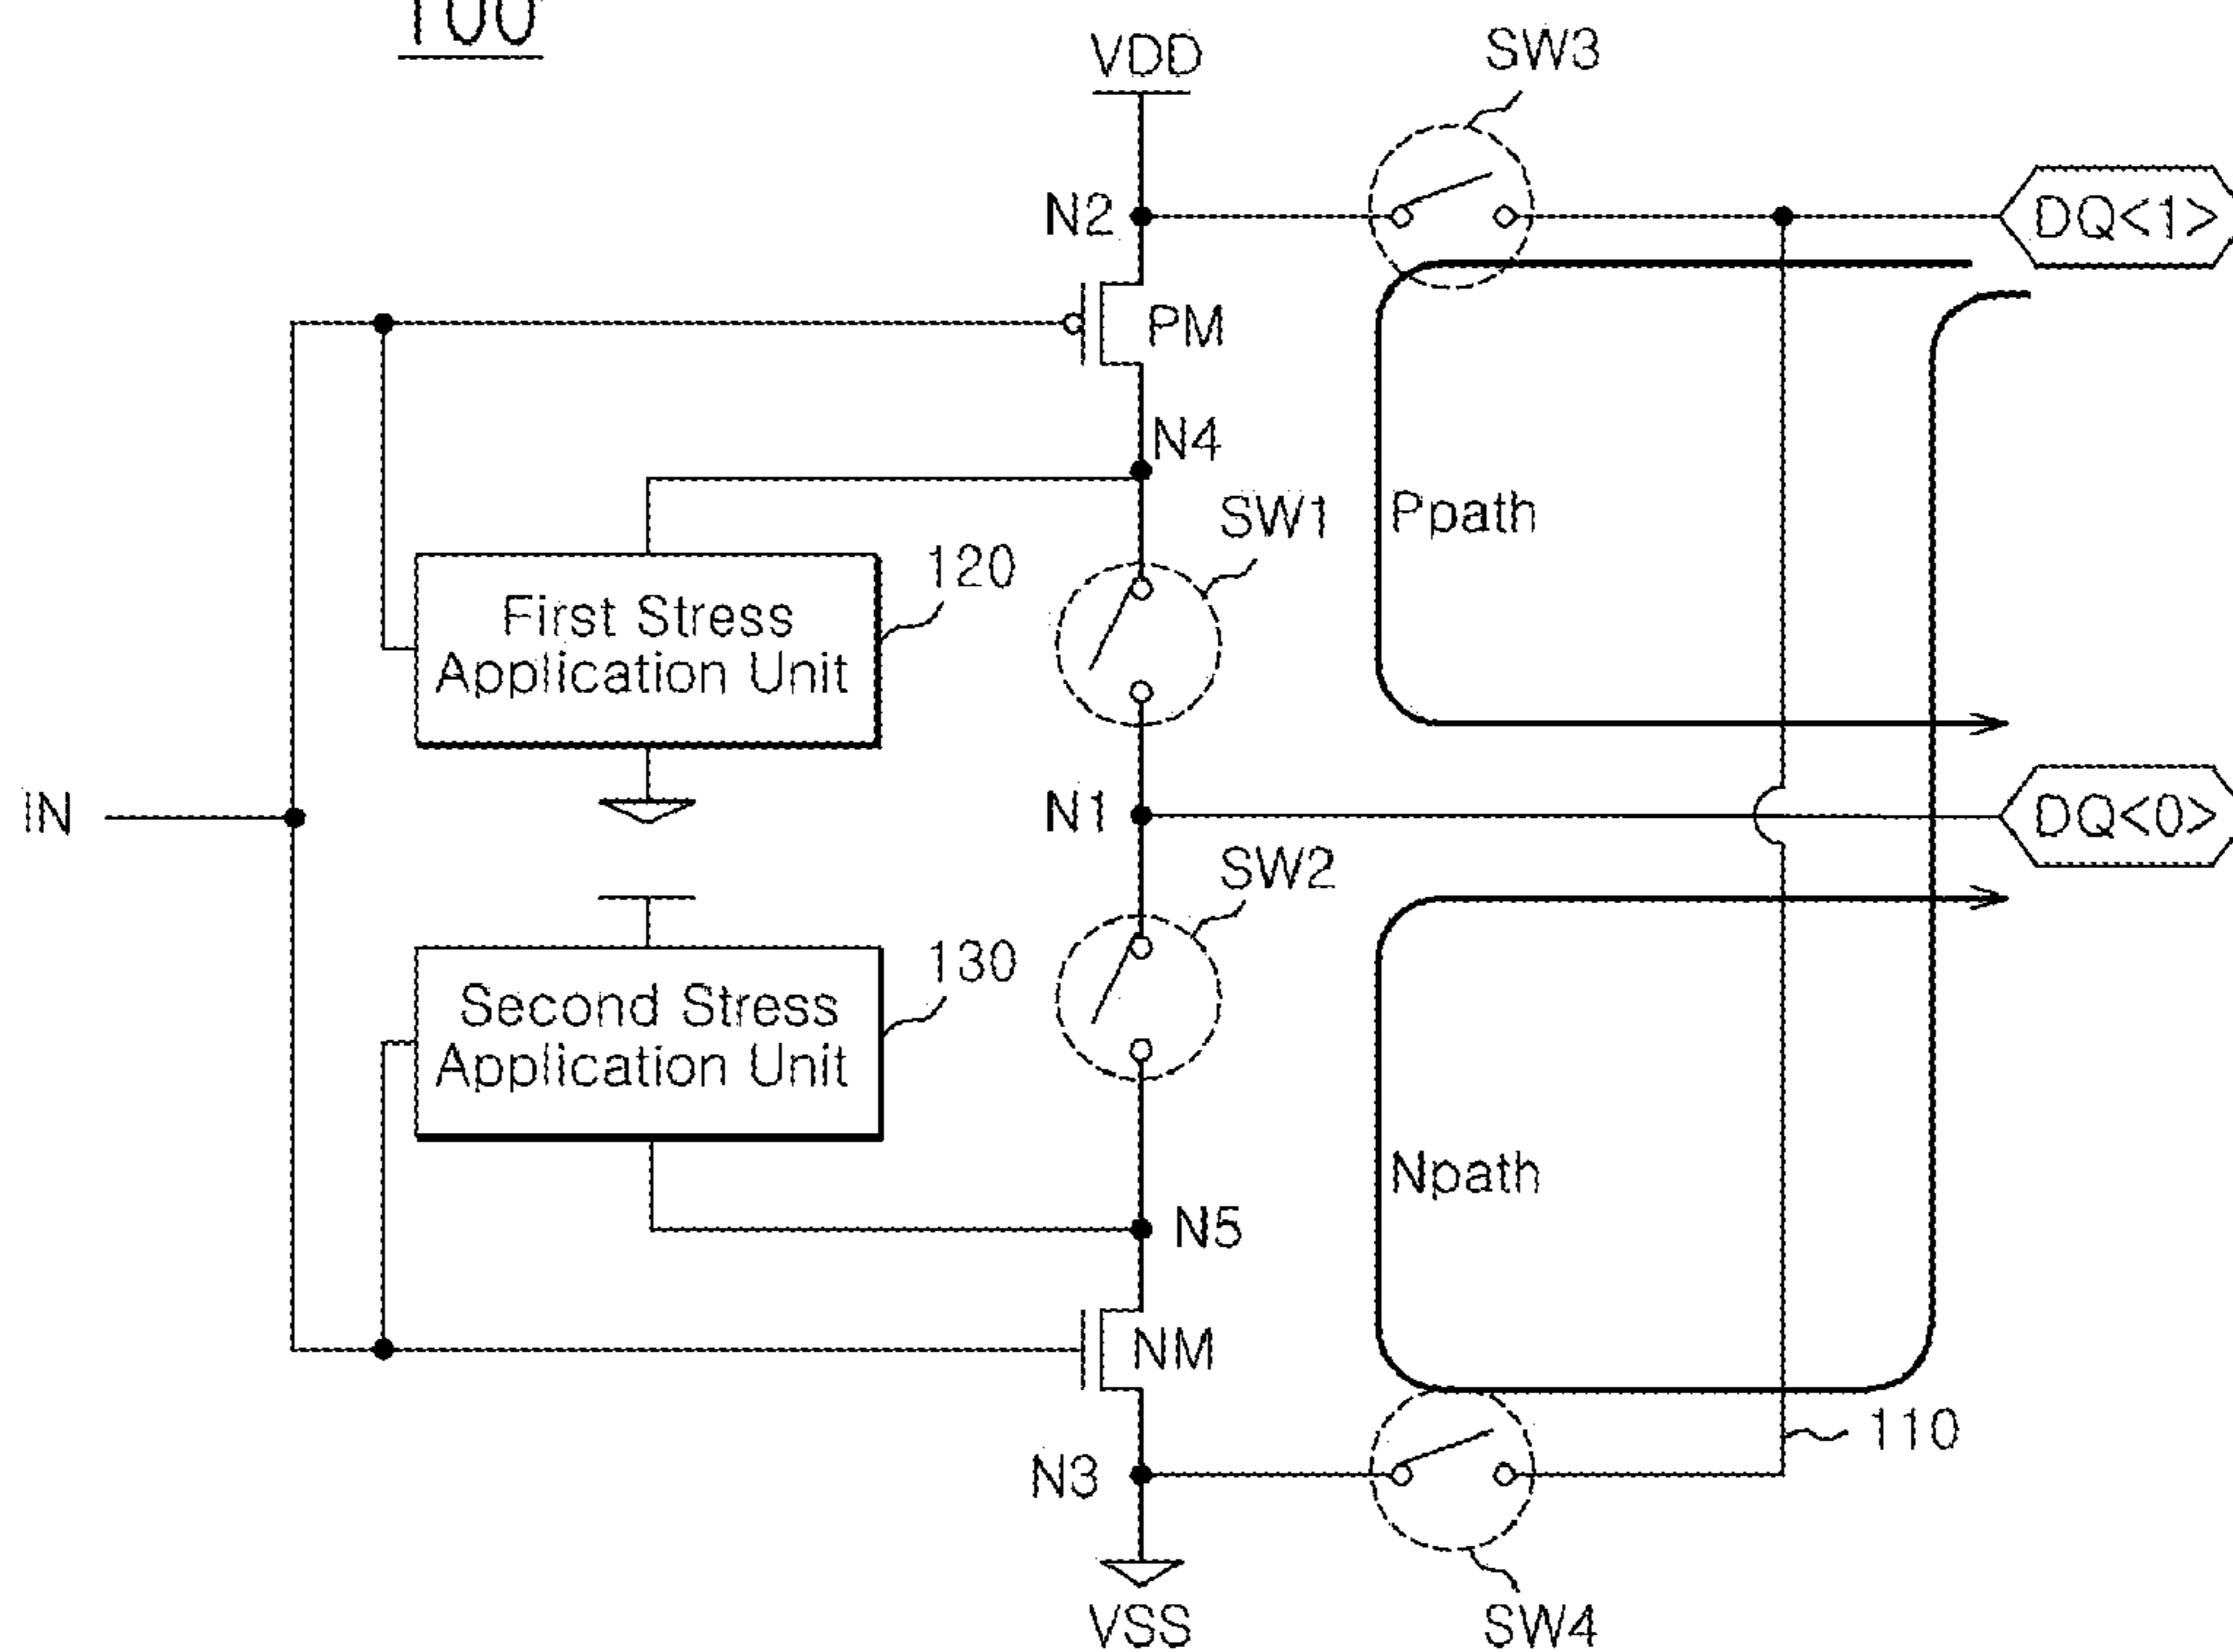 100
VDD
SW3
N2
DQ<1>
PM
N4
SW1
Ppath
120
First Stress
Application Unit
IN
N1
DQ<0>
SW2
130
Second Stress
Application Unit
Npath
N5
NM
110
N3
VSS
SW4